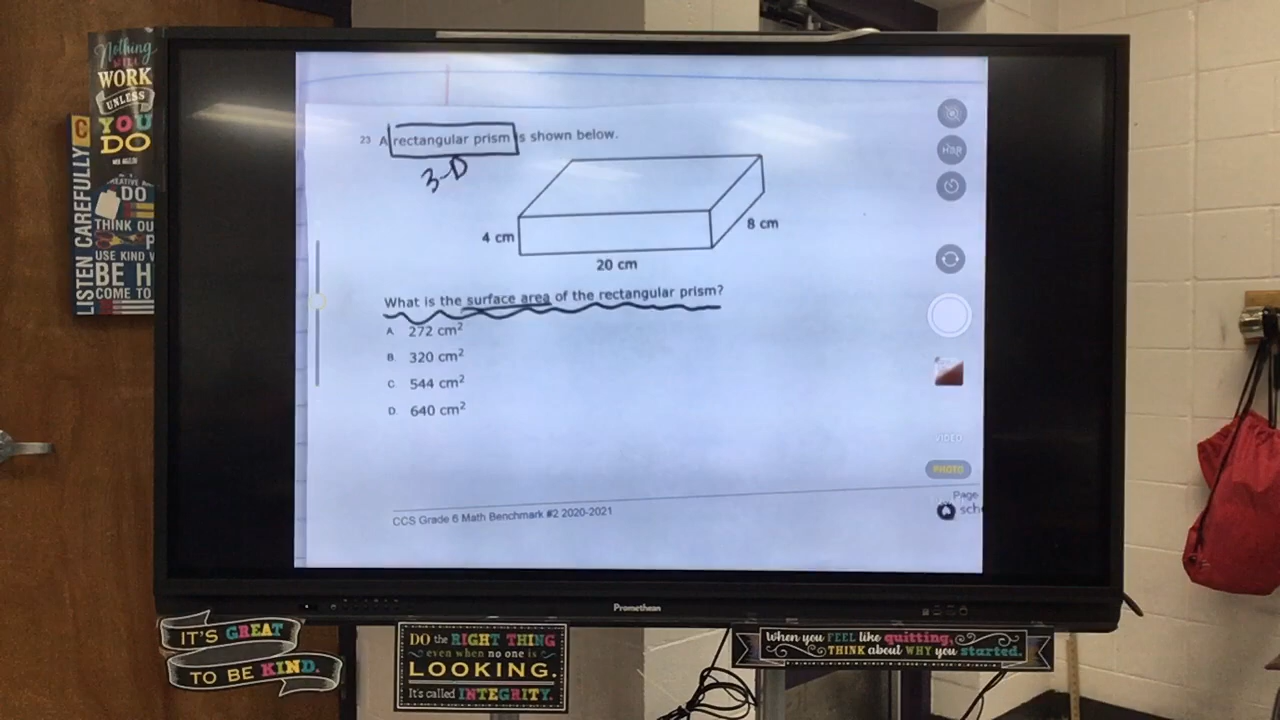 Nothing
WILL
WORK
UNLESS
YOU
DO
LISTEN CAREFULLY
C
DO
THINK OU
USE KIND
BE H
COME TO
23 A rectangular prism is shown below.
3-D
4 cm
8 cm
20 cm
What is the surface area of the rectangular prism?
A. 272 cm²
B. 320 cm²
C. 544 cm²
D. 640 cm²
CCS Grade 6 Math Benchmark #2 2020-2021
Page
sch
HDR
VIDEO
PHOTO
Promethean
IT'S GREAT
TO BE KIND.
DO the RIGHT THING
even when no one is
LOOKING.
It's called INTEGRITY.
When you FEEL like quitting,
THINK about WHY you started.